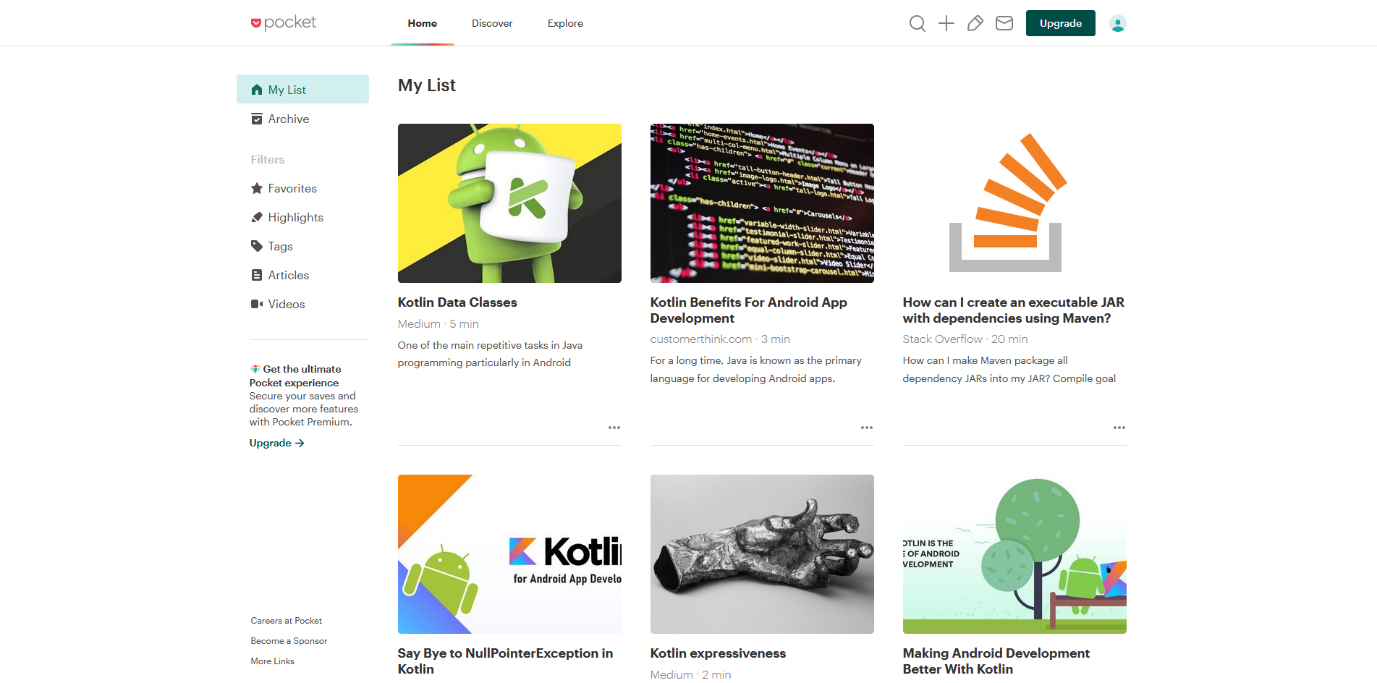 pocket
Home
Discover
Explore
Upgrade
My List
Archive
Filters
Favorites
Highlights
Tags
Articles
Videos
Get the ultimate
Pocket experience
Secure your saves and
discover more features
with Pocket Premium.
Upgrade →
Careers at Pocket
Become a Sponsor
More Links
My List
Kotlin Data Classes
Medium · 5 min
One of the main repetitive tasks in Java
programming particularly in Android
Kotlin Benefits For Android App
Development
customerthink.com · 3 min
For a long time, Java is known as the primary
language for developing Android apps.
How can I create an executable JAR
with dependencies using Maven?
Stack Overflow · 20 min
How can I make Maven package all
dependency JARs into my JAR? Compile goal
Kotli
for Android App Develo
Say Bye to NullPointerException in
Kotlin
Kotlin expressiveness
Medium · 2 min
OTLIN IS THE
E OF ANDROID
VELOPMENT
Making Android Development
Better With Kotlin